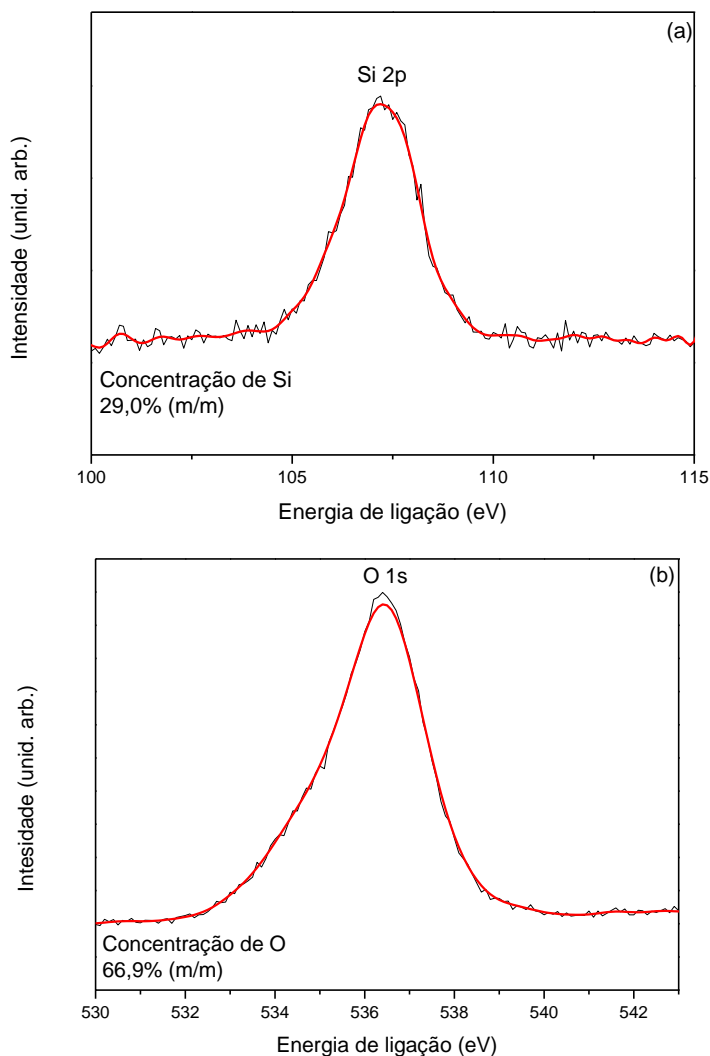 (a)
Si 2p
Intensidade (unid. arb.)
Concentração de Si
29,0% (m/m)
100 105 110 115
Energia de ligação (eV)
(b)
O 1s
Intesidade (unid. arb.)
Concentração de O
66,9% (m/m)
530 532 534 536 538 540 542
Energia de ligação (eV)